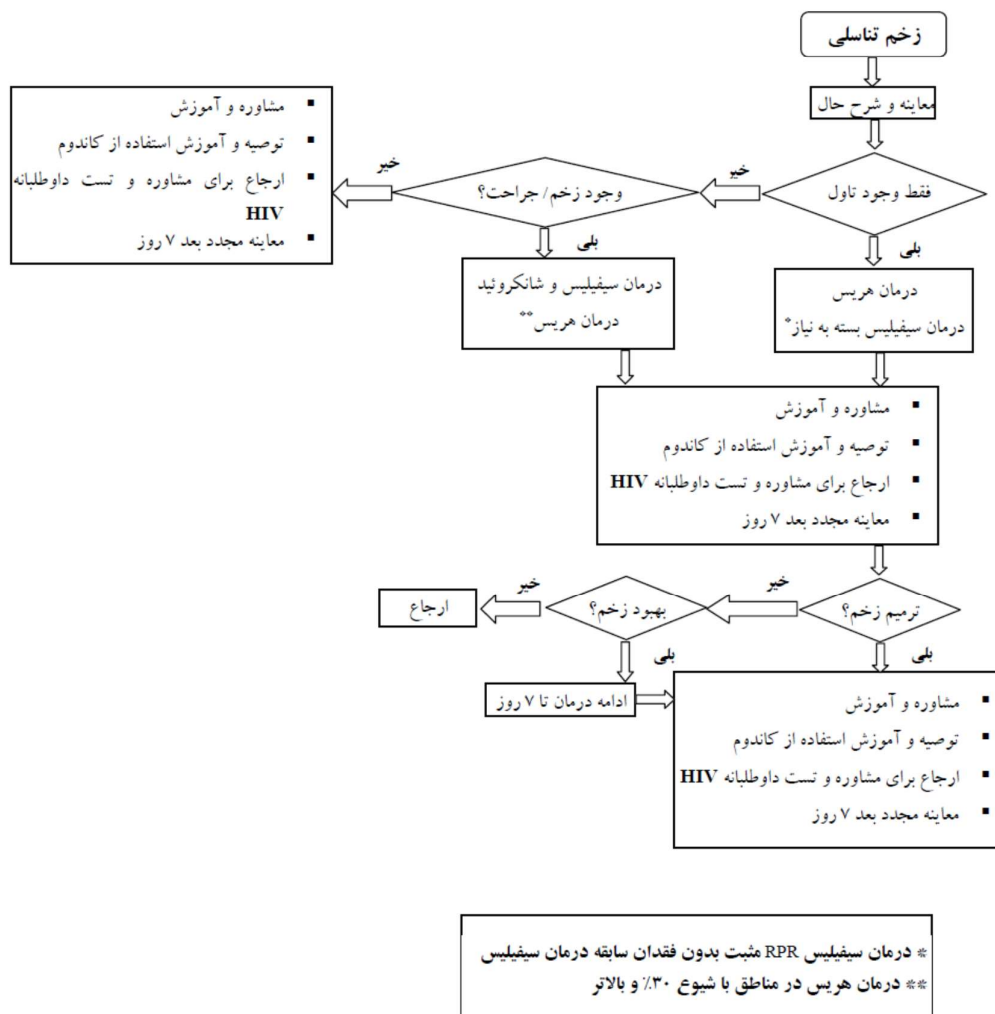 زخم تناسلی
معاینه و شرح حال
فقط وجود تاول
خیر
بلی
وجود زخم/ جراحت؟
خیر
بلی
▪ مشاوره و آموزش
▪ توصیه و آموزش استفاده از کاندوم
▪ ارجاع برای مشاوره و تست داوطلبانه
HIV
▪ معاینه مجدد بعد ۷ روز
درمان هرپس
درمان سیفیلیس بسته به نیاز*
درمان سیفیلیس و شانکروئید
درمان هرپس**
▪ مشاوره و آموزش
▪ توصیه و آموزش استفاده از کاندوم
▪ ارجاع برای مشاوره و تست داوطلبانه HIV
▪ معاینه مجدد بعد ۷ روز
ترمیم زخم؟
خیر
بلی
بهبود زخم؟
خیر
بلی
ارجاع
ادامه درمان تا ۷ روز
▪ مشاوره و آموزش
▪ توصیه و آموزش استفاده از کاندوم
▪ ارجاع برای مشاوره و تست داوطلبانه HIV
▪ معاینه مجدد بعد ۷ روز
* درمان سیفیلیس RPR مثبت بدون فقدان سابقه درمان سیفیلیس
** درمان هرپس در مناطق با شیوع ۳۰٪ و بالاتر